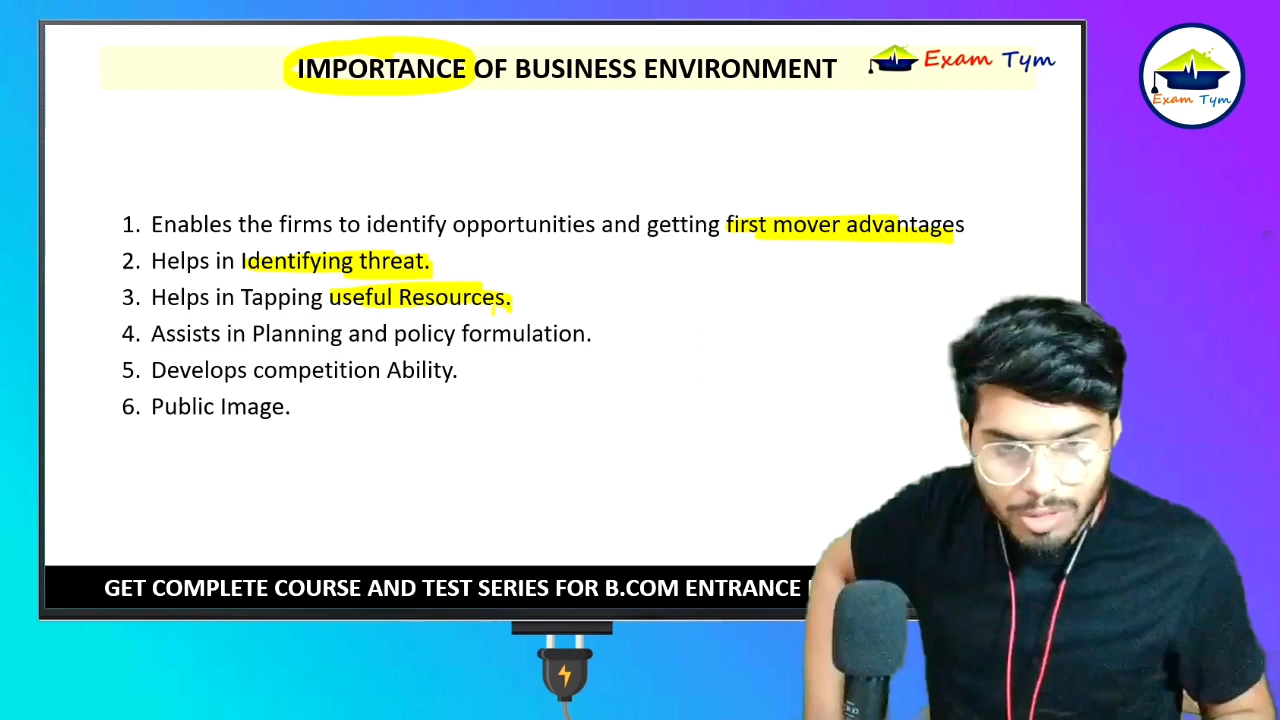 IMPORTANCE OF BUSINESS ENVIRONMENT
Exam Tym
Exam Tym
1. Enables the firms to identify opportunities and getting first mover advantages
2. Helps in Identifying threat.
3. Helps in Tapping useful Resources.
4. Assists in Planning and policy formulation.
5. Develops competition Ability.
6. Public Image.
GET COMPLETE COURSE AND TEST SERIES FOR B.COM ENTRANCE